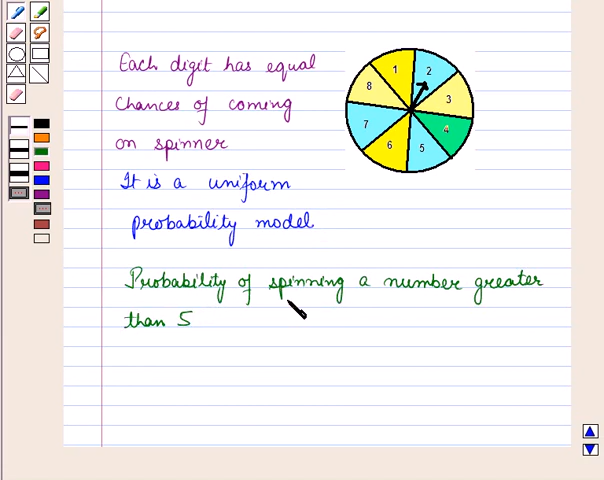 Each digit has equal
Chances of coming
on spinner
It is a uniform
probability model
1
2
8
3
7
4
6
5
Probability of spinning a number greater
than 5